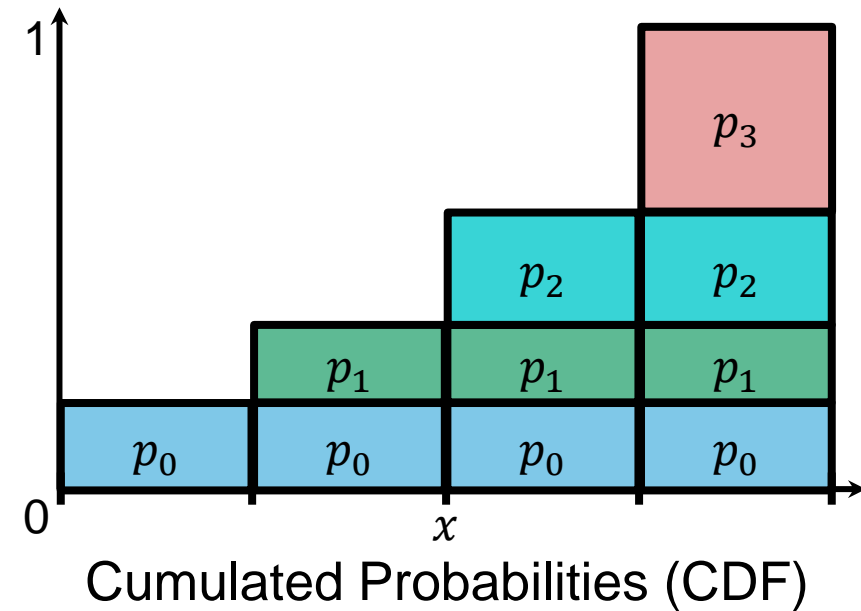 1
p₃
p₂ p₂
p₁ p₁ p₁
p₀ p₀ p₀ p₀
0
x
Cumulated Probabilities (CDF)